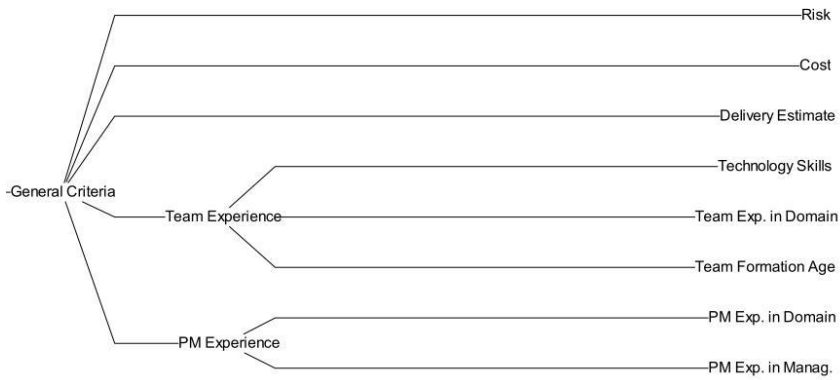 Risk
Cost
Delivery Estimate
Technology Skills
General Criteria
Team Experience
Team Exp. in Domain
Team Formation Age
PM Exp. in Domain
PM Experience
PM Exp. in Manag.